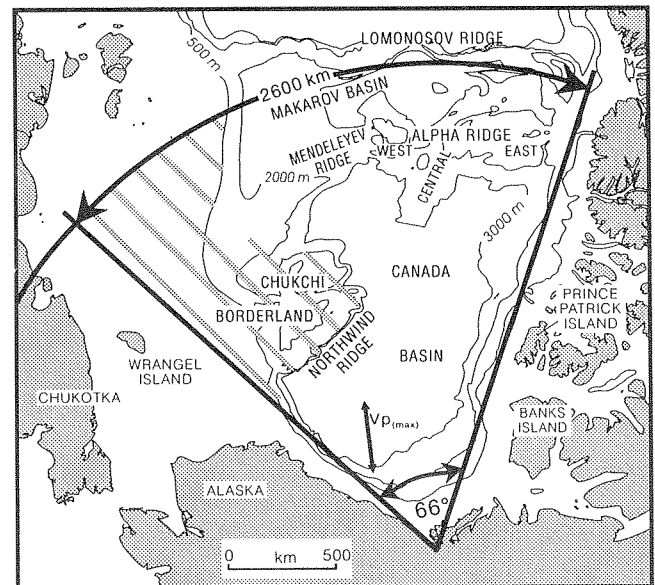 500 m
LOMONOSOV RIDGE
2600 km
MAKAROV BASIN
MENDELEYEV
RIDGE
WEST
ALPHA RIDGE
EAST
CENTRAL
2000 m
3000 m
CHUKCHI
BORDERLAND
NORTHWIND
RIDGE
CANADA
BASIN
PRINCE
PATRICK
ISLAND
WRANGEL
ISLAND
CHUKOTKA
Vp(max)
BANKS
ISLAND
ALASKA
66°
0 km 500